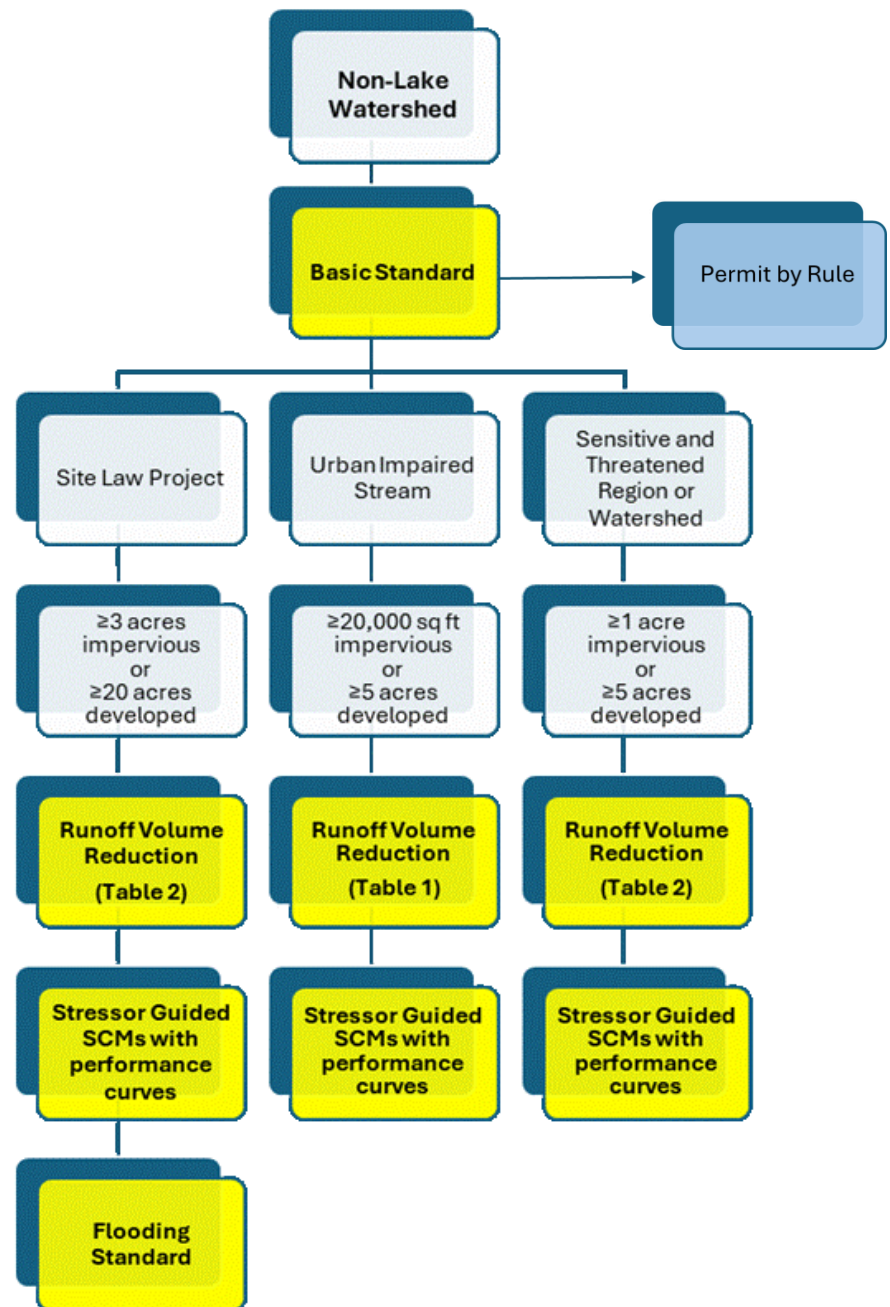 Non-Lake
Watershed
Basic Standard
Permit by Rule
Site Law Project
Urban Impaired
Stream
Sensitive and
Threatened
Region or
Watershed
≥3 acres
impervious
or
≥20 acres
developed
≥20,000 sq ft
impervious
or
≥5 acres
developed
≥1 acre
impervious
or
≥5 acres
developed
Runoff Volume
Reduction
(Table 2)
Runoff Volume
Reduction
(Table 1)
Runoff Volume
Reduction
(Table 2)
Stressor Guided
SCMs with
performance
curves
Stressor Guided
SCMs with
performance
curves
Stressor Guided
SCMs with
performance
curves
Flooding
Standard